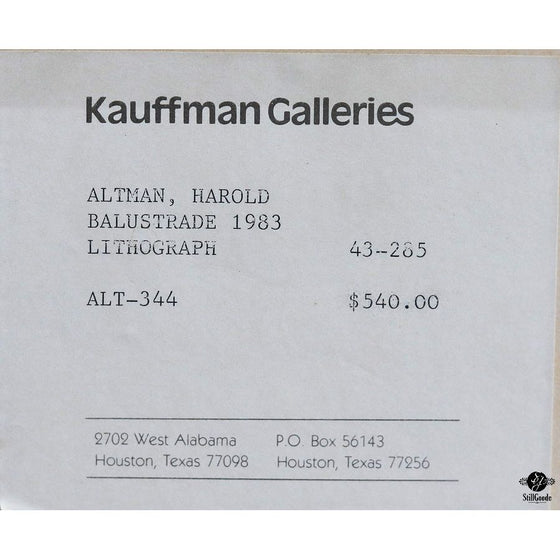 Kauffman Galleries
ALTMAN, HAROLD
BALUSTRADE 1983
LITHOGRAPH 43-285
ALT-344 $540.00
2702 West Alabama P.O. Box 56143
Houston, Texas 77098 Houston, Texas 77256
StillGoode